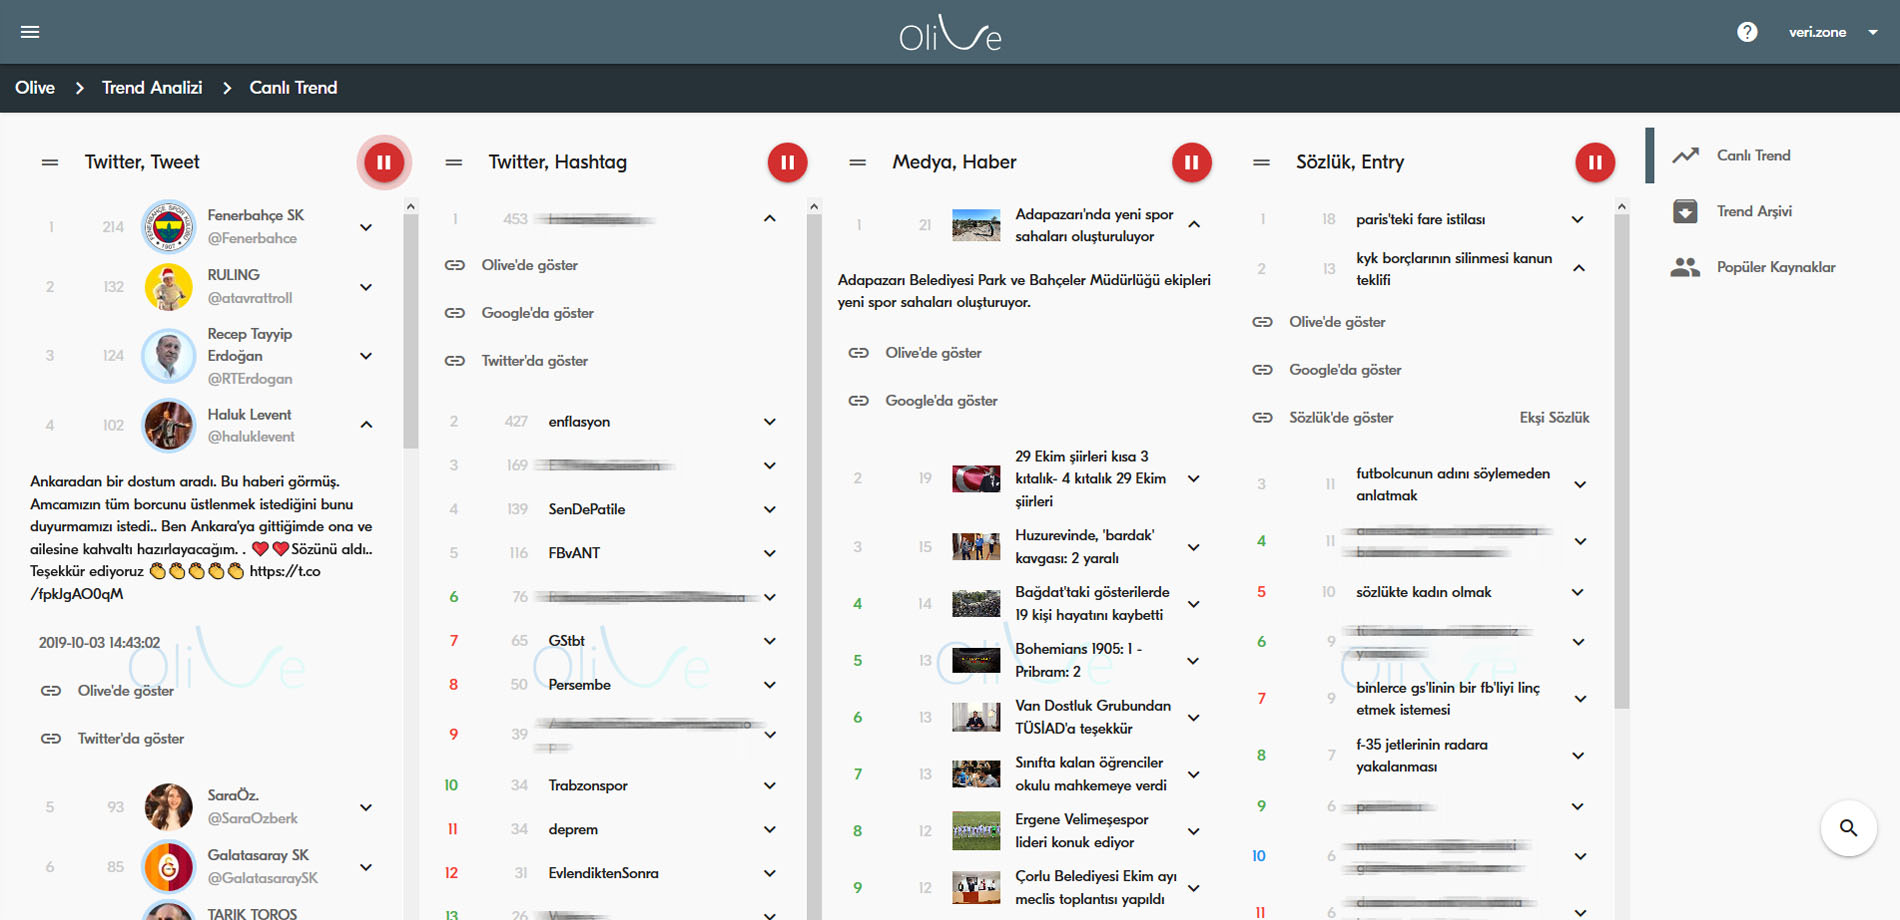 Olive
veri.zone
Olive > Trend Analizi > Canlı Trend
Twitter, Tweet
1 214 Fenerbahçe SK
@Fenerbahce
2 132 RULING
@atavrattroll
3 124 Recep Tayyip
Erdoğan
@RTErdogan
4 102 Haluk Levent
@haluklevent
Ankaradan bir dostum aradı. Bu haberi görmüş.
Amcamızın tüm borcunu üstlenmek istediğini bunu
duyurmamızı istedi.. Ben Ankara'ya gittiğimde ona ve
ailesine kahvaltı hazırlayacağım. . ❤️❤️Sözünü aldı..
Teşekkür ediyoruz 👏👏👏👏👏 https://t.co
/fpkJgAO0qM
2019-10-03 14:43:02
Olive'de göster
Twitter'da göster
5 93 SaraÖz.
@SaraOzberk
6 85 Galatasaray SK
@GalatasaraySK
TARIK TOROS
Twitter, Hashtag
1 453
Olive'de göster
Google'da göster
Twitter'da göster
2 427 enflasyon
3 169
4 139 SenDePatile
5 116 FBvANT
6 76
7 65 GStbt
8 50 Persembe
9 39
10 34 Trabzonspor
11 34 deprem
12 31 EvlendiktenSonra
13 26
Medya, Haber
1 21 Adapazarı'nda yeni spor
sahaları oluşturuluyor
Adapazarı Belediyesi Park ve Bahçeler Müdürlüğü ekipleri
yeni spor sahaları oluşturuyor.
Olive'de göster
Google'da göster
2 19 29 Ekim şiirleri kısa 3
kıtalık- 4 kıtalık 29 Ekim
şiirleri
3 15 Huzurevinde, 'bardak'
kavgası: 2 yaralı
4 14 Bağdat'taki gösterilerde
19 kişi hayatını kaybetti
5 13 Bohemians 1905: 1 -
Pribram: 2
6 13 Van Dostluk Grubundan
TÜSİAD'a teşekkür
7 13 Sınıfta kalan öğrenciler
okulu mahkemeye verdi
8 12 Ergene Velimeşespor
lideri konuk ediyor
9 12 Çorlu Belediyesi Ekim ayı
meclis toplantısı yapıldı
Sözlük, Entry
1 18 paris'teki fare istilası
2 13 kyk borçlarının silinmesi kanun
teklifi
Olive'de göster
Google'da göster
Sözlük'de göster Ekşi Sözlük
3 11 futbolcunun adını söylemeden
anlatmak
4 11
5 10 sözlükte kadın olmak
6 9
7 9 binlerce gs'linin bir fb'liyi linç
etmek istemesi
8 7 f-35 jetlerinin radara
yakalanması
9 6
10 6
11 6
Canlı Trend
Trend Arşivi
Popüler Kaynaklar
Olive
Olive
Olive
Olive